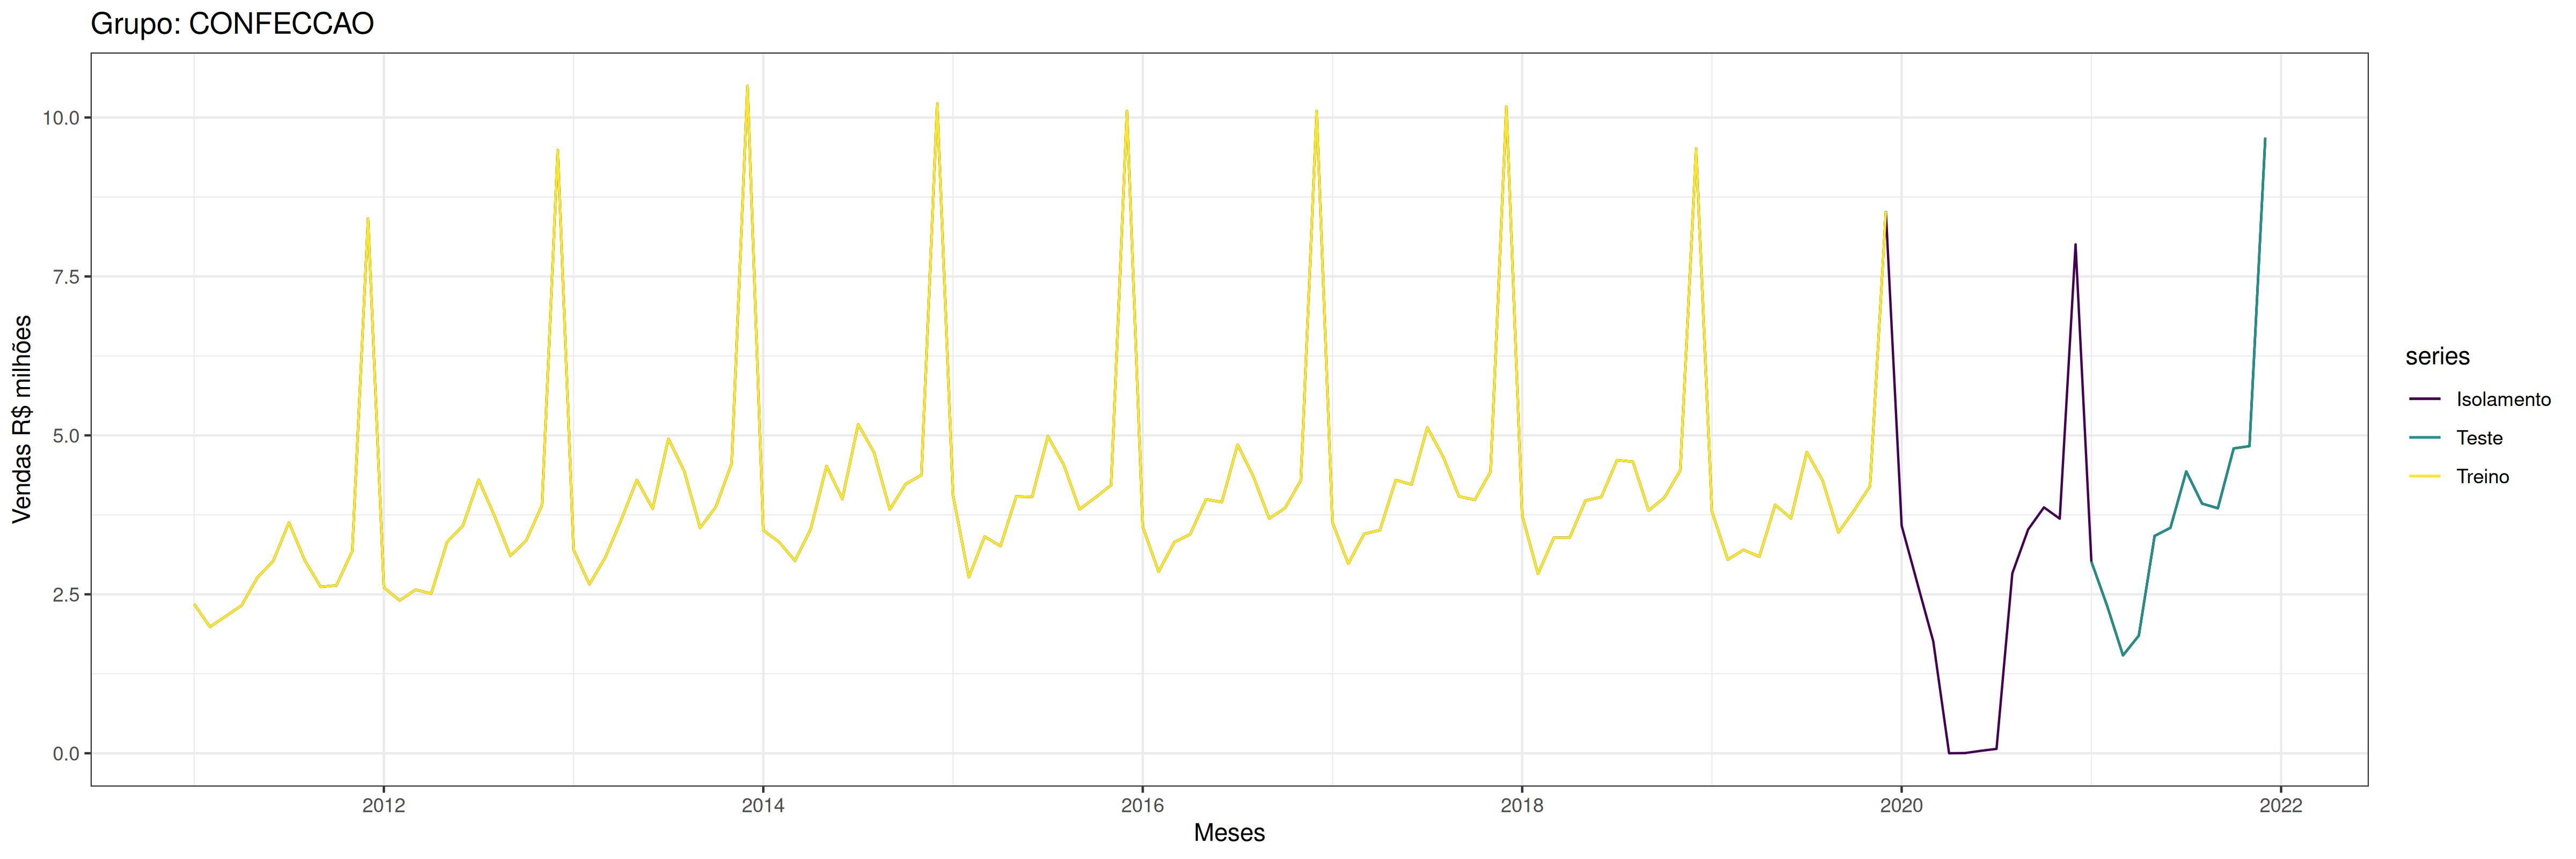 Grupo: CONFECCAO
Vendas R$ milhões
10.0
7.5
5.0
2.5
0.0
2012
2014
2016
2018
2020
2022
Meses
series
Isolamento
Teste
Treino